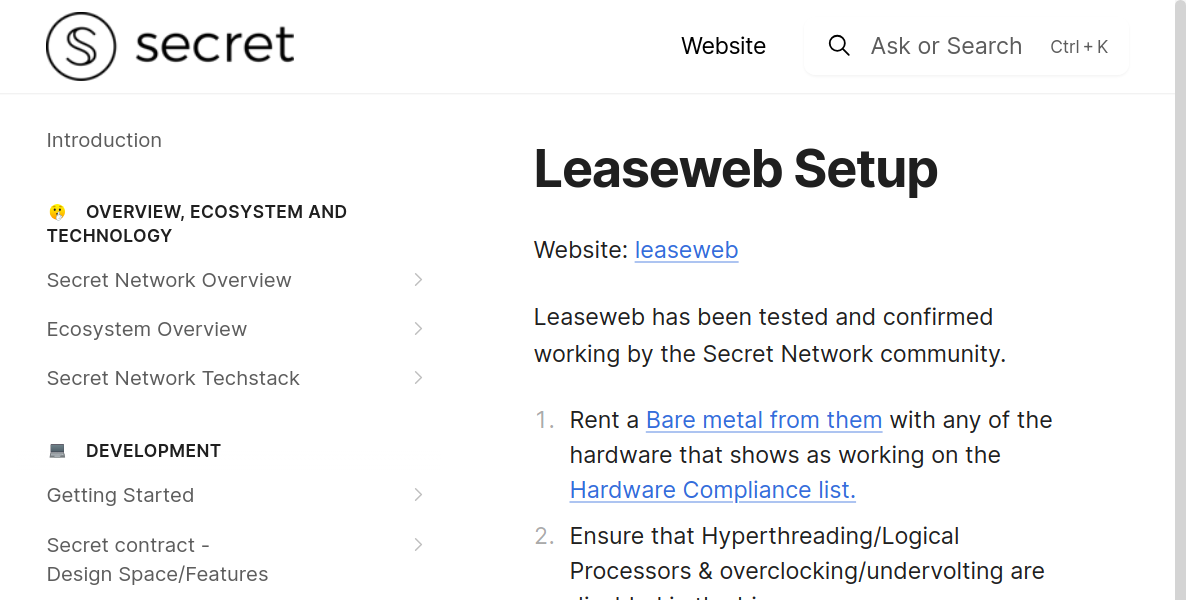 secret
Website
Ask or Search
Ctrl + K
Introduction
OVERVIEW, ECOSYSTEM AND
TECHNOLOGY
Secret Network Overview
Ecosystem Overview
Secret Network Techstack
DEVELOPMENT
Getting Started
Secret contract -
Design Space/Features
Leaseweb Setup
Website: leaseweb
Leaseweb has been tested and confirmed
working by the Secret Network community.
1. Rent a Bare metal from them with any of the
hardware that shows as working on the
Hardware Compliance list.
2. Ensure that Hyperthreading/Logical
Processors & overclocking/undervolting are